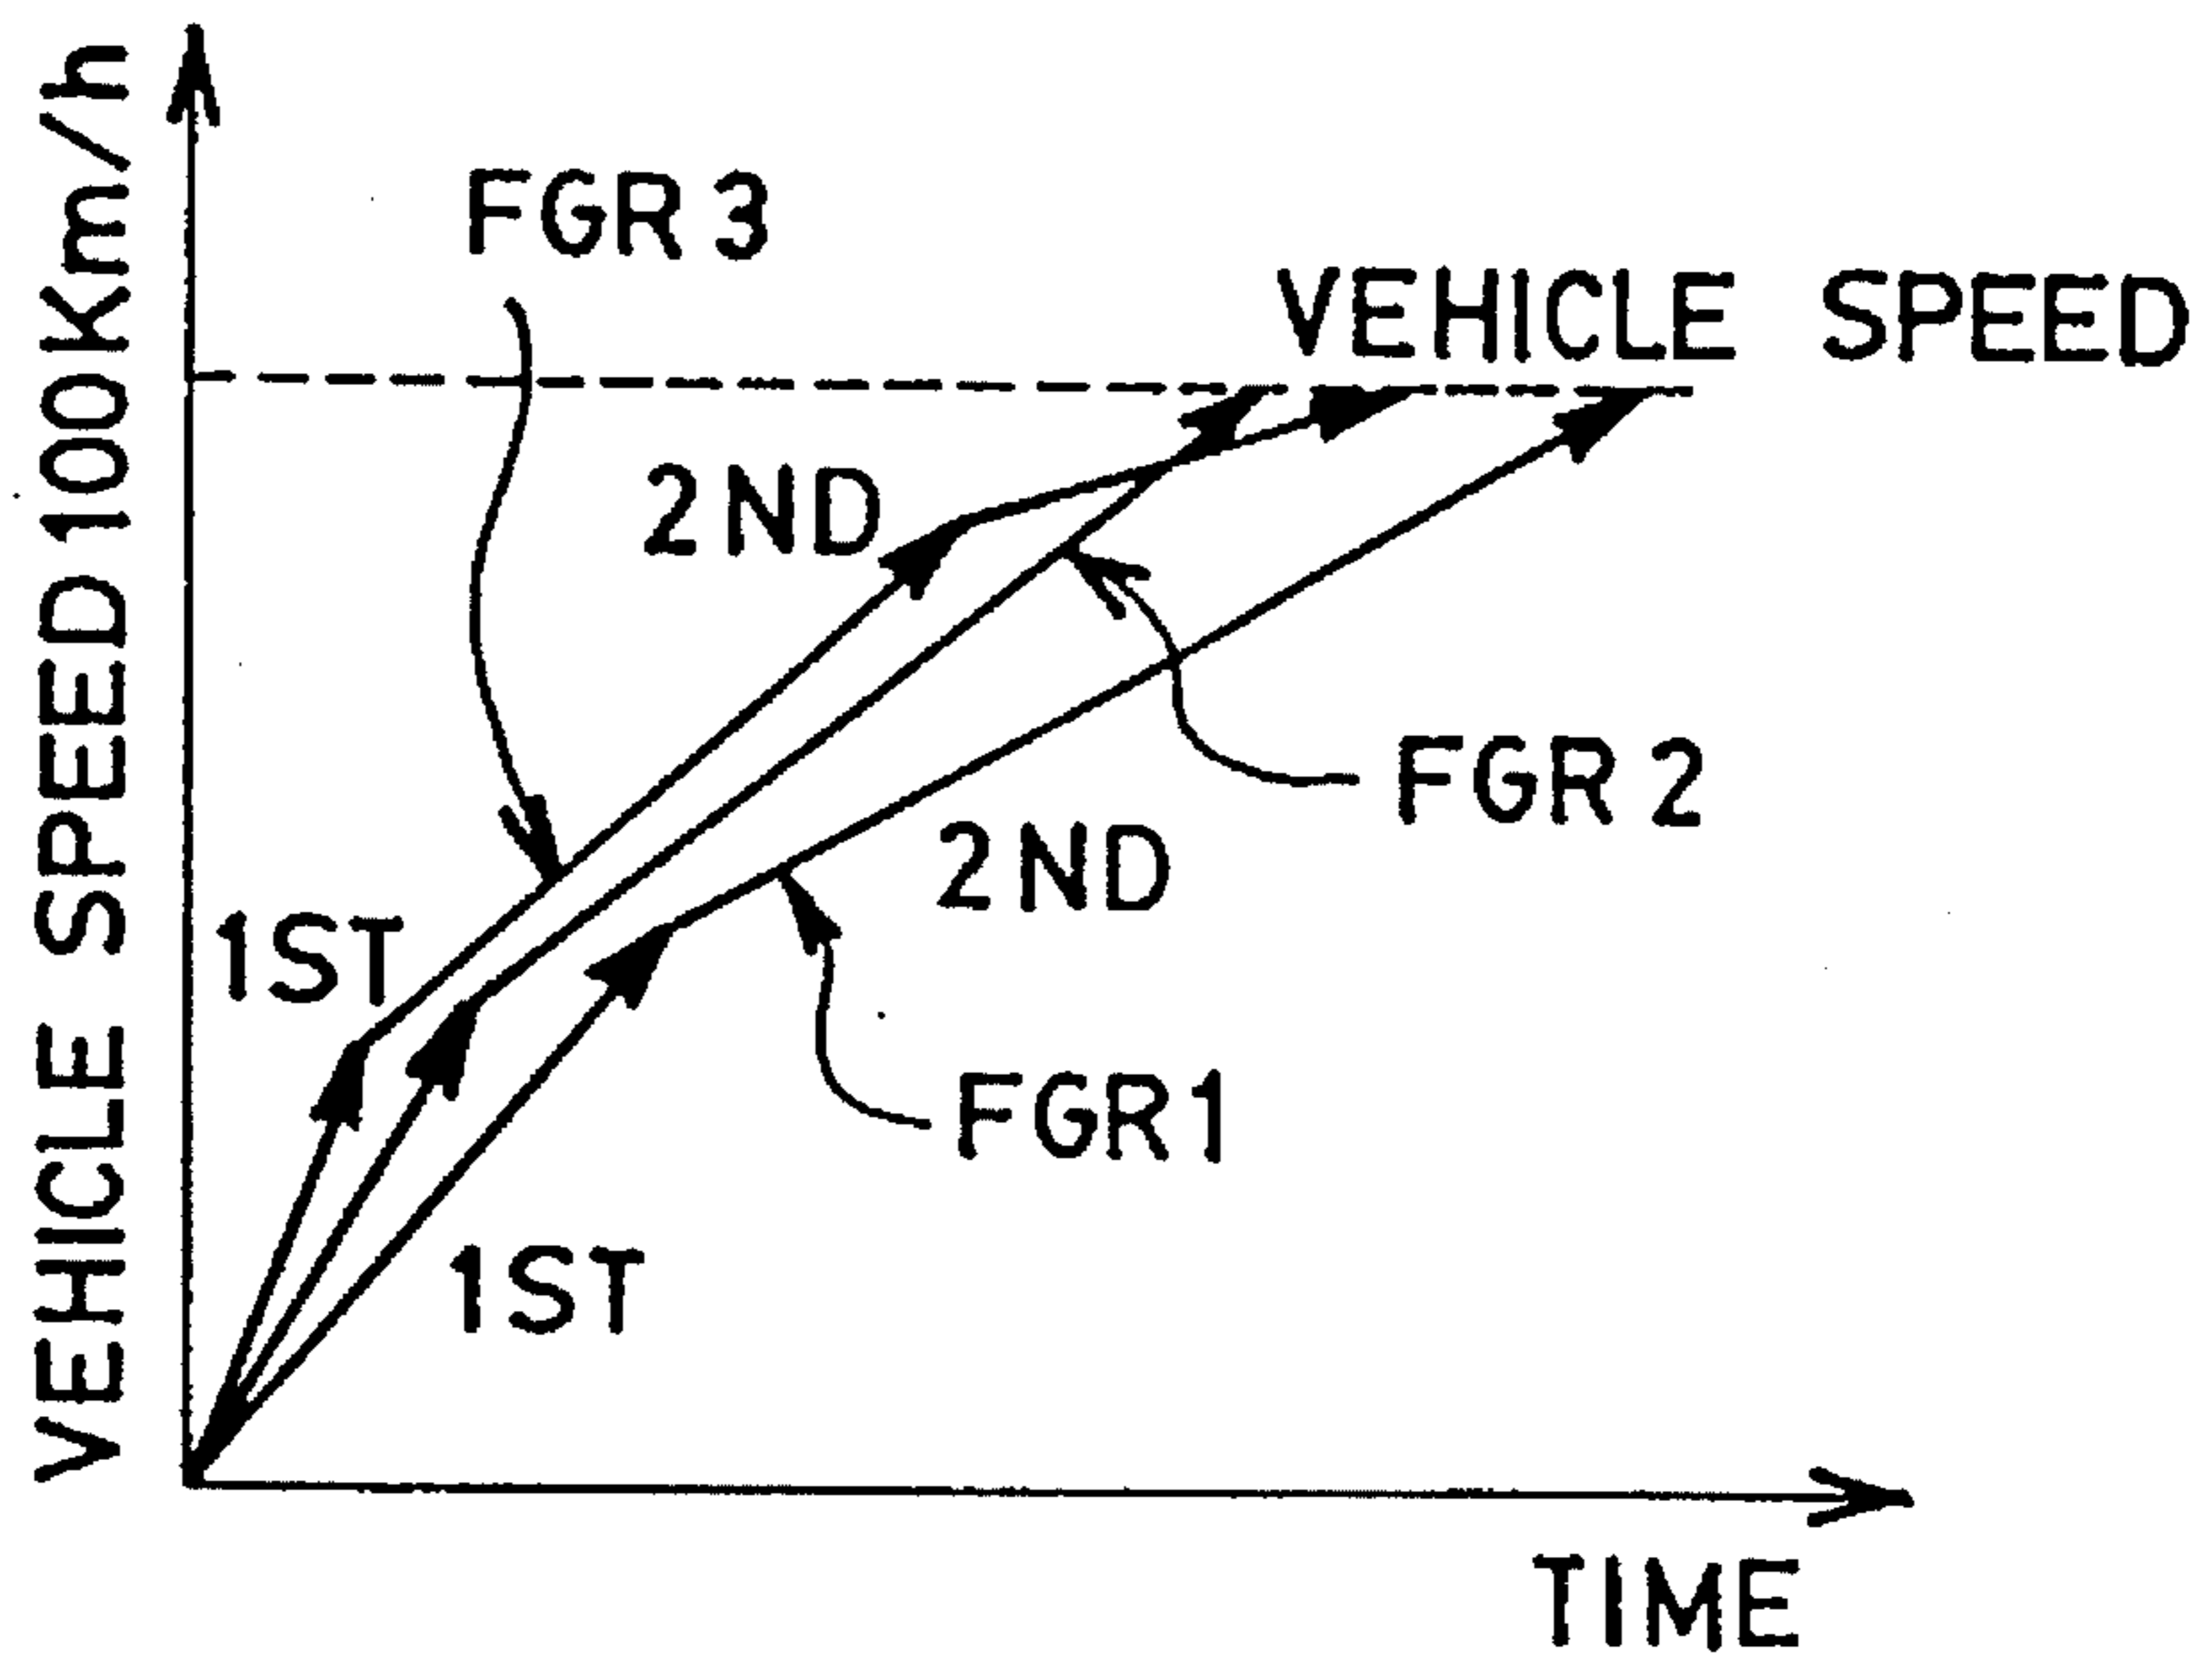 VEHICLE SPEED 100Km/h
FGR 3
VEHICLE SPEED
2ND
FGR 2
2ND
1ST
FGR1
1ST
TIME